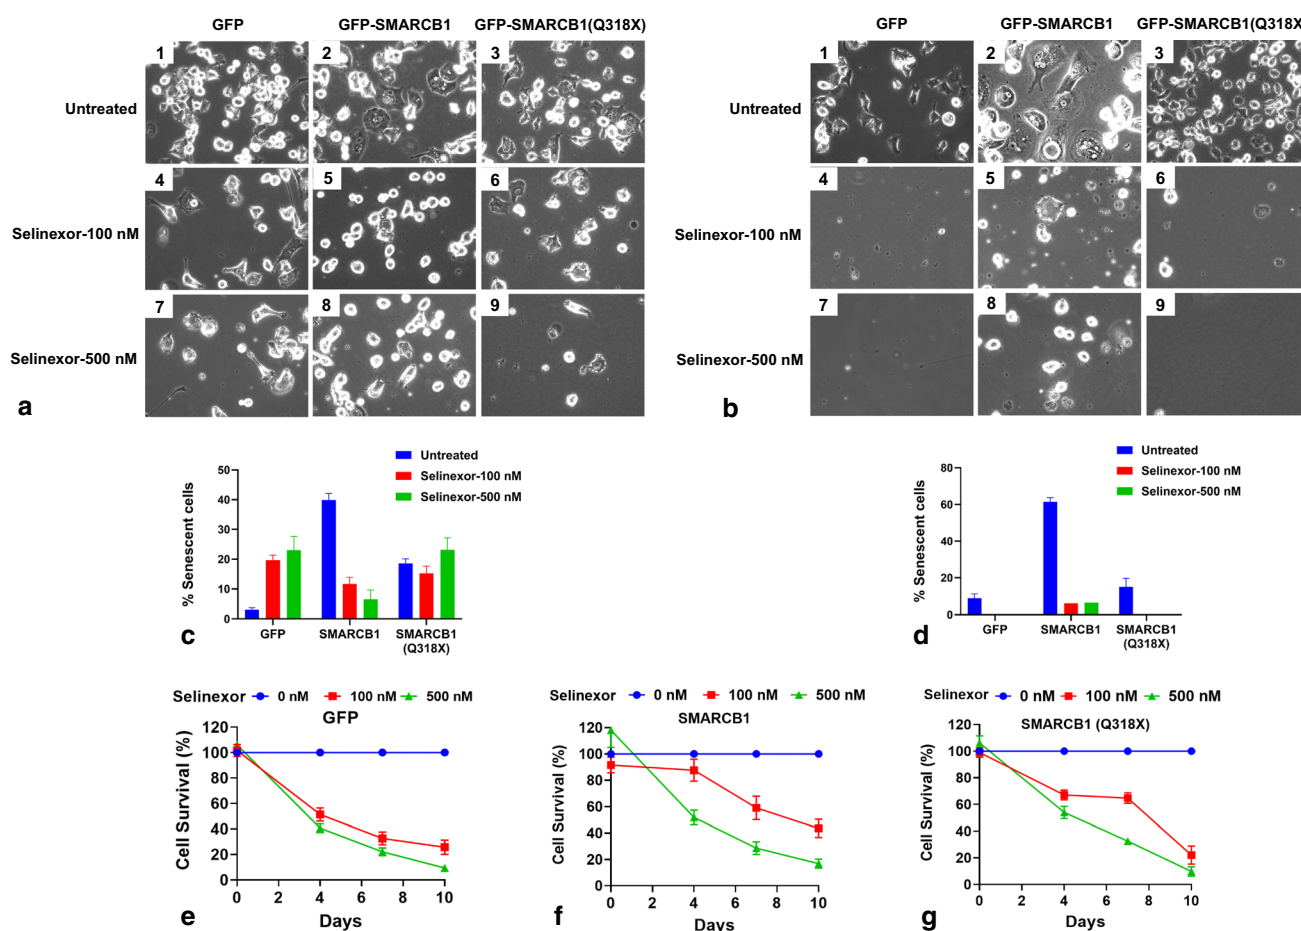 GFP GFP-SMARCB1 GFP-SMARCB1(Q318X)
Untreated 1 2 3
Selinexor-100 nM 4 5 6
Selinexor-500 nM 7 8 9
a
GFP GFP-SMARCB1 GFP-SMARCB1(Q318X
Untreated 1 2 3
Selinexor-100 nM 4 5 6
Selinexor-500 nM 7 8 9
b
Untreated
Selinexor-100 nM
Selinexor-500 nM
% Senescent cells
50
40
30
20
10
0
GFP SMARCB1 SMARCB1
(Q318X)
c
Untreated
Selinexor-100 nM
Selinexor-500 nM
% Senescent cells
80
60
40
20
0
GFP SMARCB1 SMARCB1
(Q318X)
d
Selinexor 0 nM 100 nM 500 nM
GFP
Cell Survival (%)
120
100
80
60
40
20
0
0 2 4 6 8 10
Days
e
Selinexor 0 nM 100 nM 500 nM
SMARCB1
Cell Survival (%)
120
100
80
60
40
20
0
0 2 4 6 8 10
Days
f
Selinexor 0 nM 100 nM 500 nM
SMARCB1 (Q318X)
Cell Survival (%)
120
100
80
60
40
20
0
0 2 4 6 8 10
Days
g